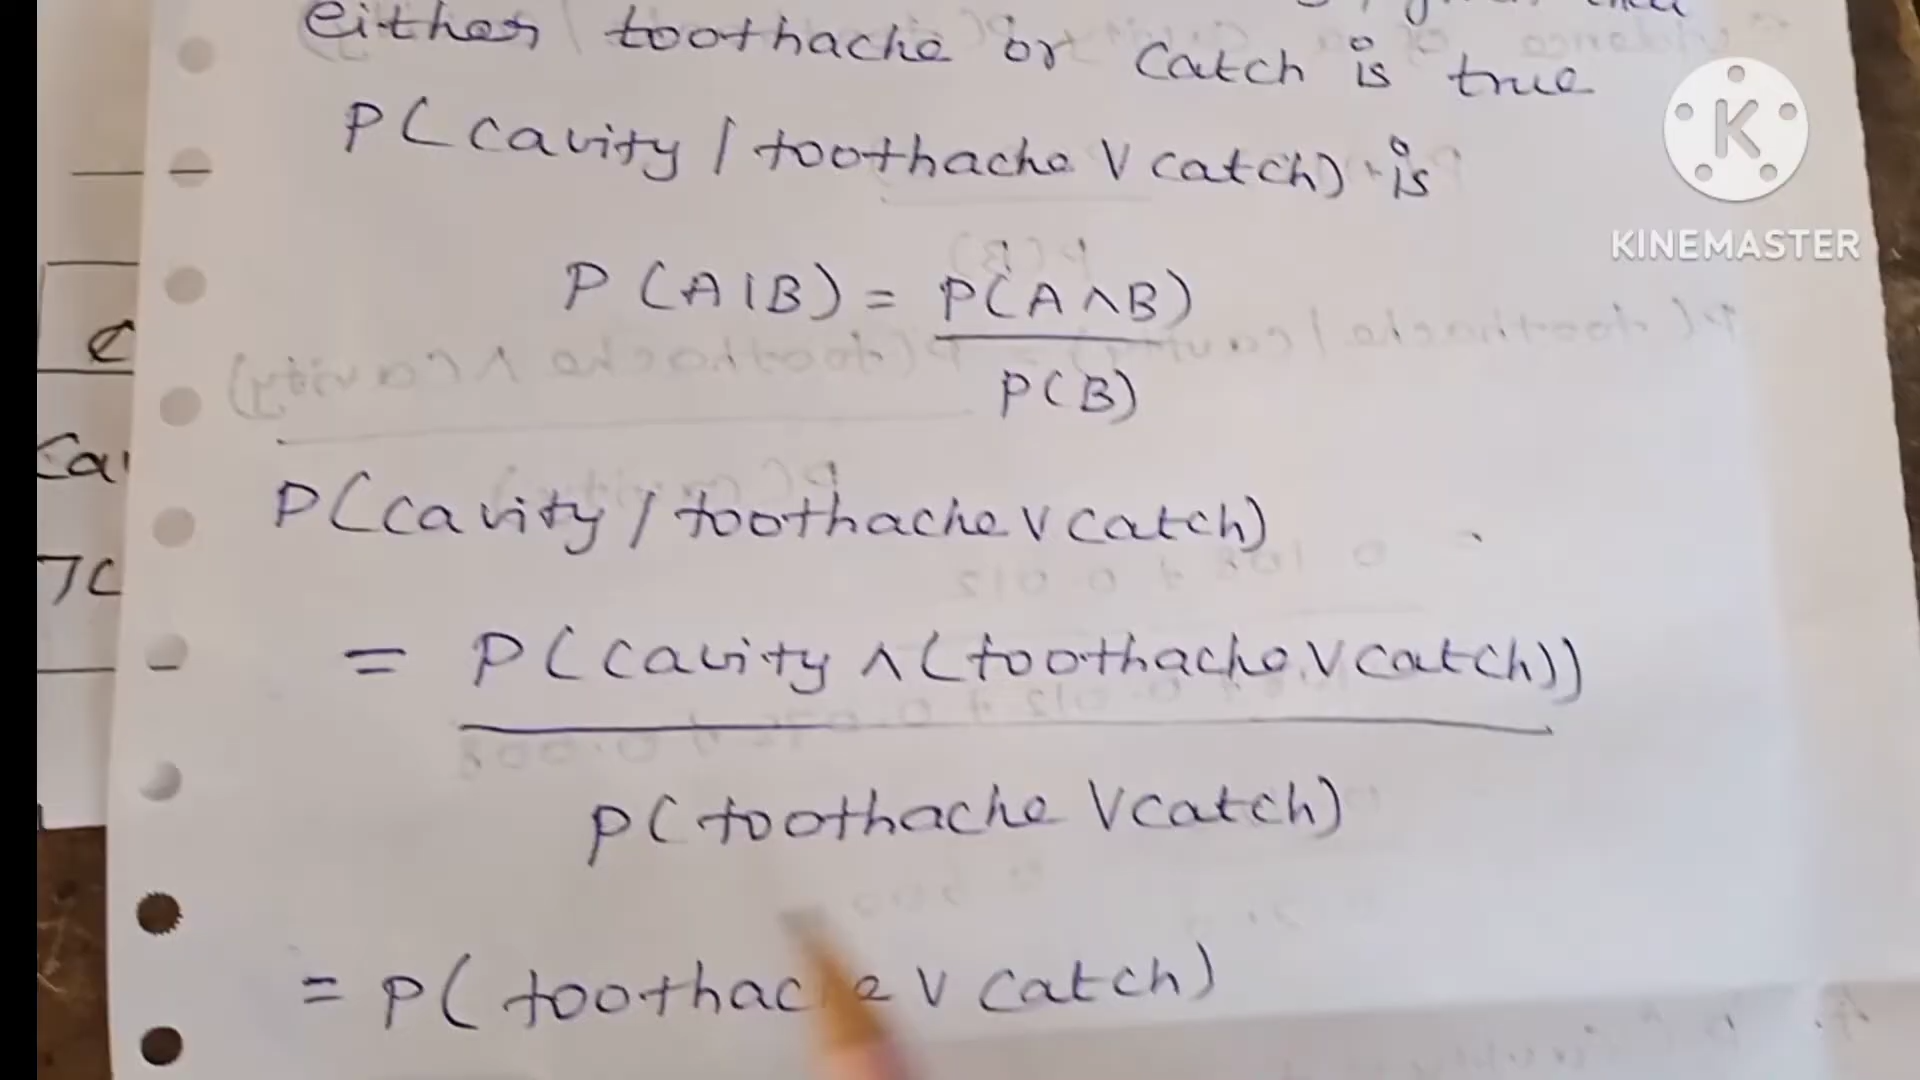 either toothache or catch is true
P(cavity / toothache V catch) is
P(A|B) = P(A∧B)
P(B)
P(cavity / toothache V catch)
= P(cavity ∧ (toothache V catch))
P(toothache V catch)
= P(toothache V catch)
K
KINEMASTER
C
Ca
¬C